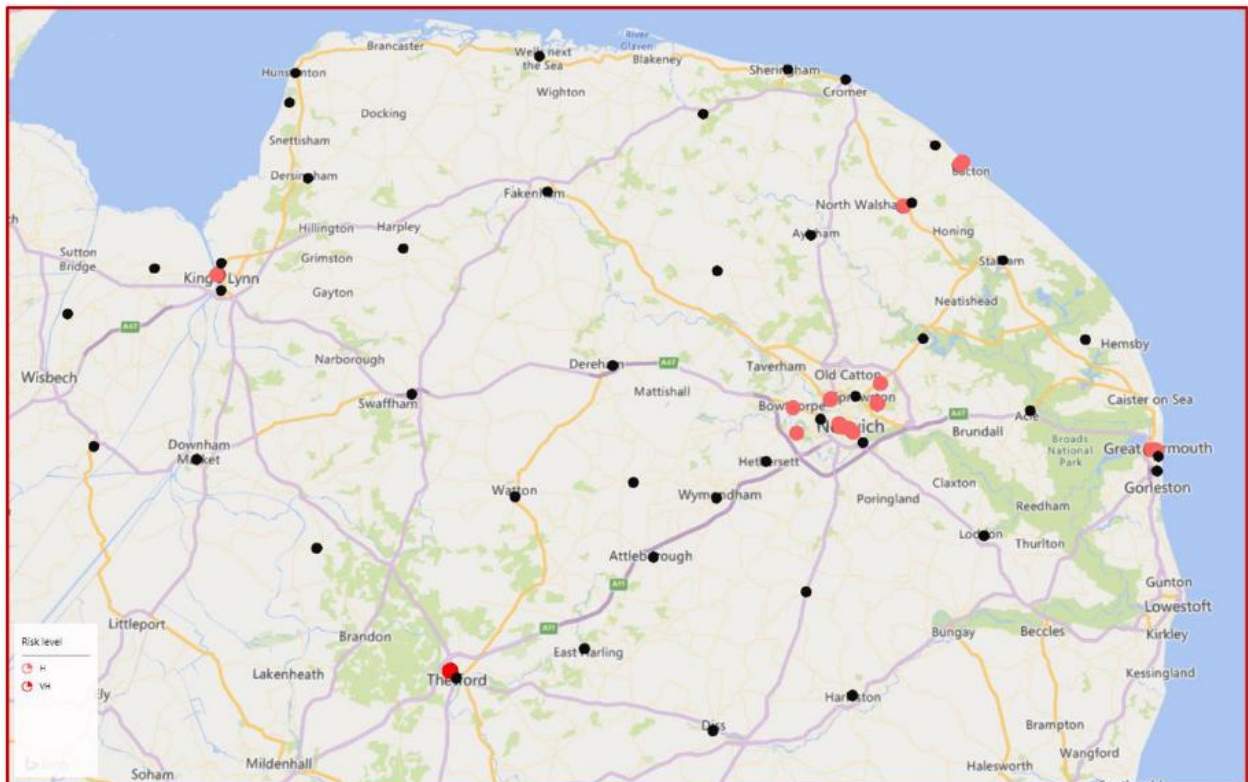 Brancaster
Wells next
the Sea
River
Glaven
Blakeney
Sheringham
Cromer
Hunstanton
Wighton
Docking
Snettisham
Dersingham
Bacton
Fakenham
North Walsham
Hillington
Harpley
Aylsham
Honing
Sutton
Bridge
Grimston
Stalham
King's Lynn
Gayton
Neatishead
A47
Narborough
Dereham
A47
Taverham
Hemsby
Wisbech
Mattishall
Old Catton
Swaffham
Bowthorpe
Sprowston
Caister on Sea
Norwich
A47
Acle
Downham
Market
Brundall
Broads
National
Park
Great Yarmouth
Hethersett
Watton
Wymondham
Claxton
Gorleston
Poringland
Reedham
Loddon
Thurlton
Attleborough
A11
Gunton
Lowestoft
Littleport
Brandon
A11
Bungay
Beccles
Kirkley
Risk level
H
VH
Lakenheath
East Harling
Thetford
Kessingland
Ely
Harleston
Diss
Brampton
Wangford
Soham
Mildenhall
Halesworth